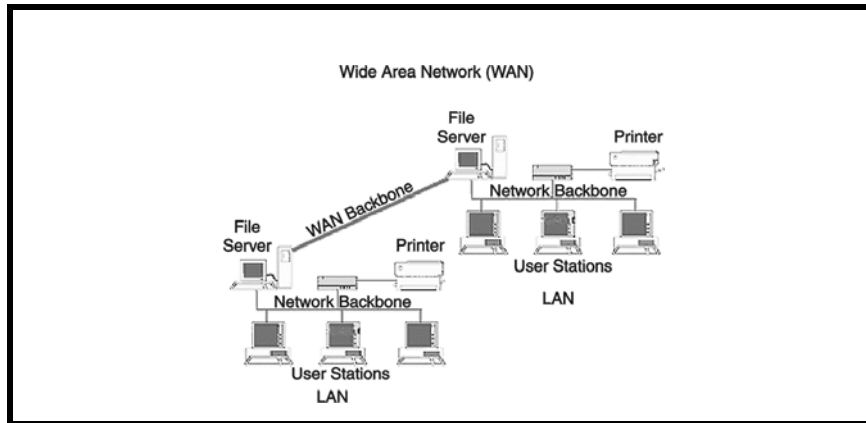 Wide Area Network (WAN)
File
Server
Printer
Network Backbone
WAN Backbone
User Stations
LAN
File
Server
Printer
Network Backbone
User Stations
LAN